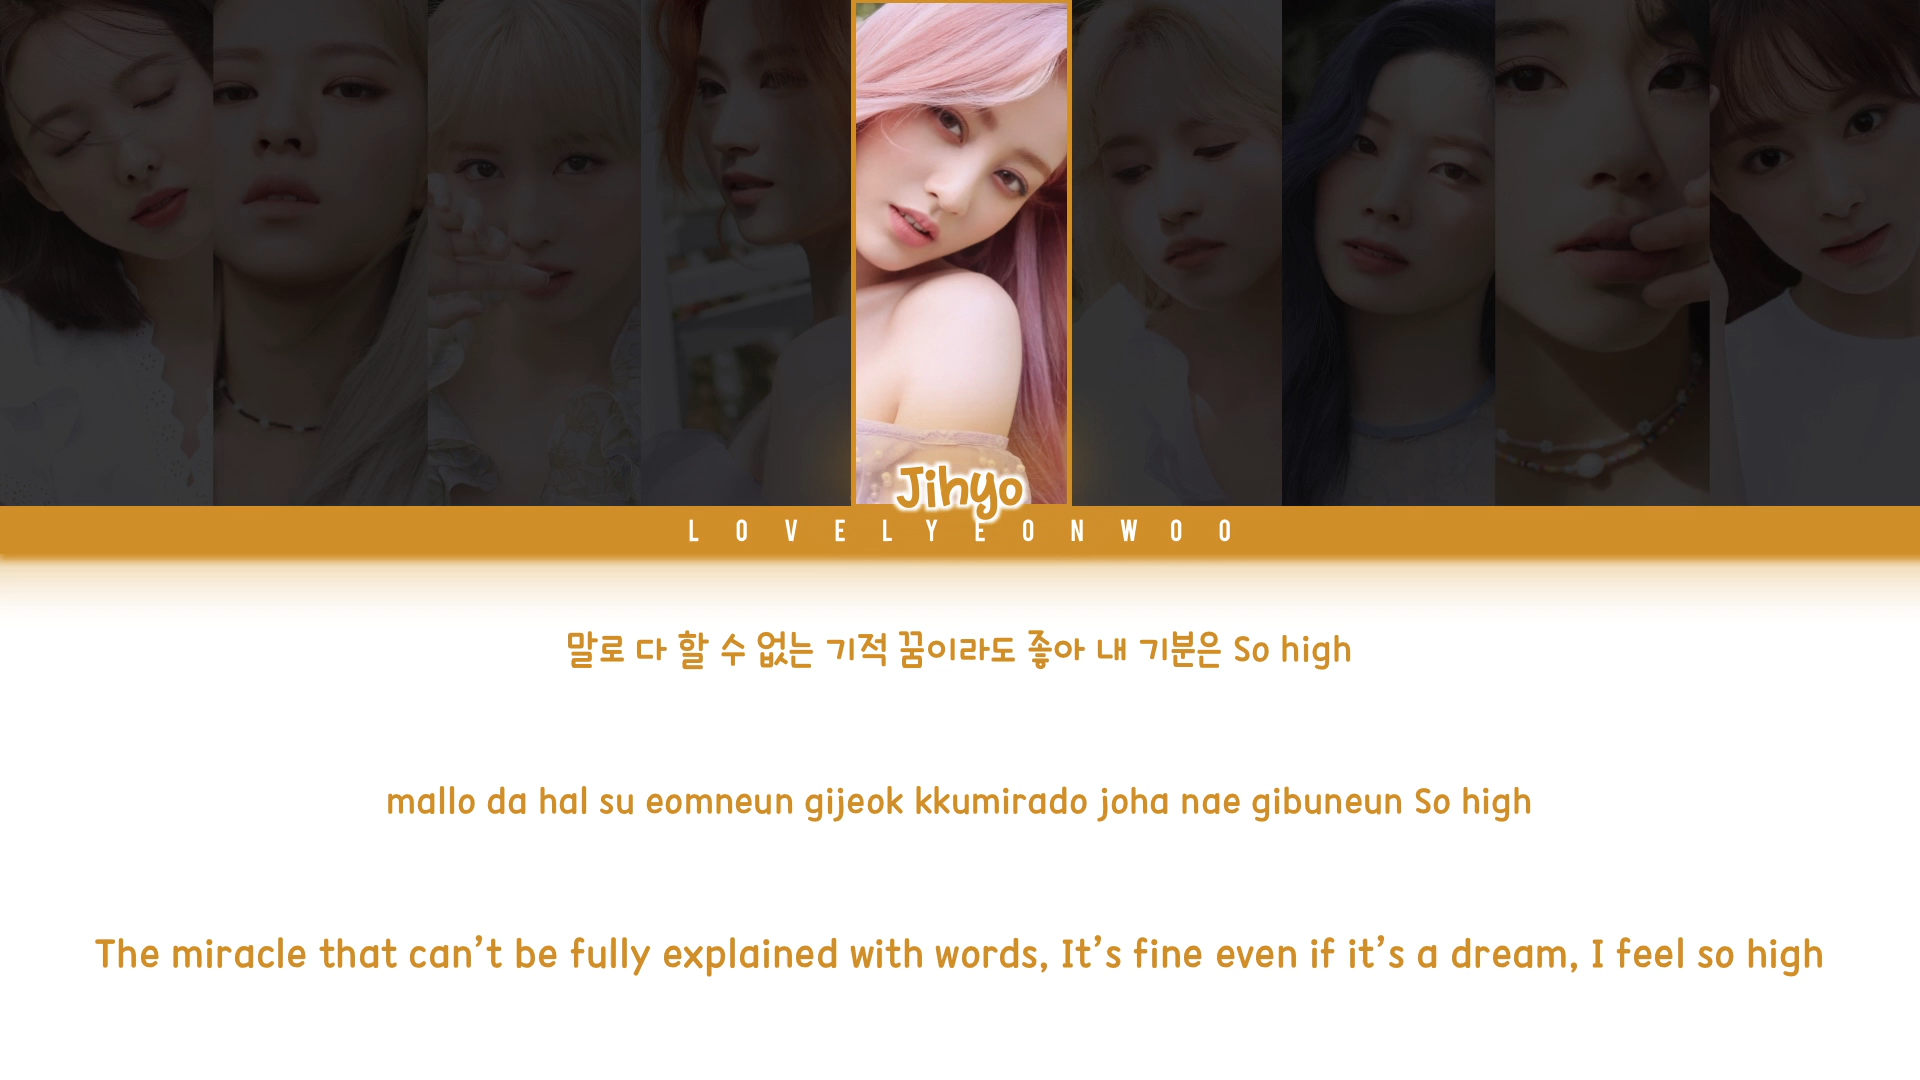 Jihyo
LOVELYEONWOO
말로 다 할 수 없는 기적 꿈이라도 좋아 내 기분은 So high
mallo da hal su eomneun gijeok kkumirado joha nae gibuneun So high
The miracle that can’t be fully explained with words, It’s fine even if it’s a dream, I feel so high